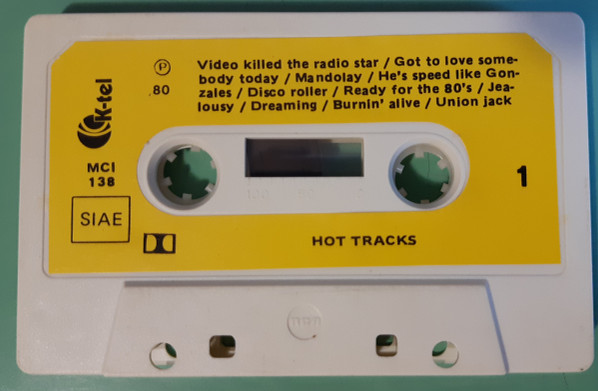 Video killed the radio star / Got to love some-
body today / Mandolay / He's speed like Gon-
zales / Disco roller / Ready for the 80's / Jea-
lousy / Dreaming / Burnin' alive / Union jack
℗
80
K-tel
MCI
138
SIAE
1
HOT TRACKS